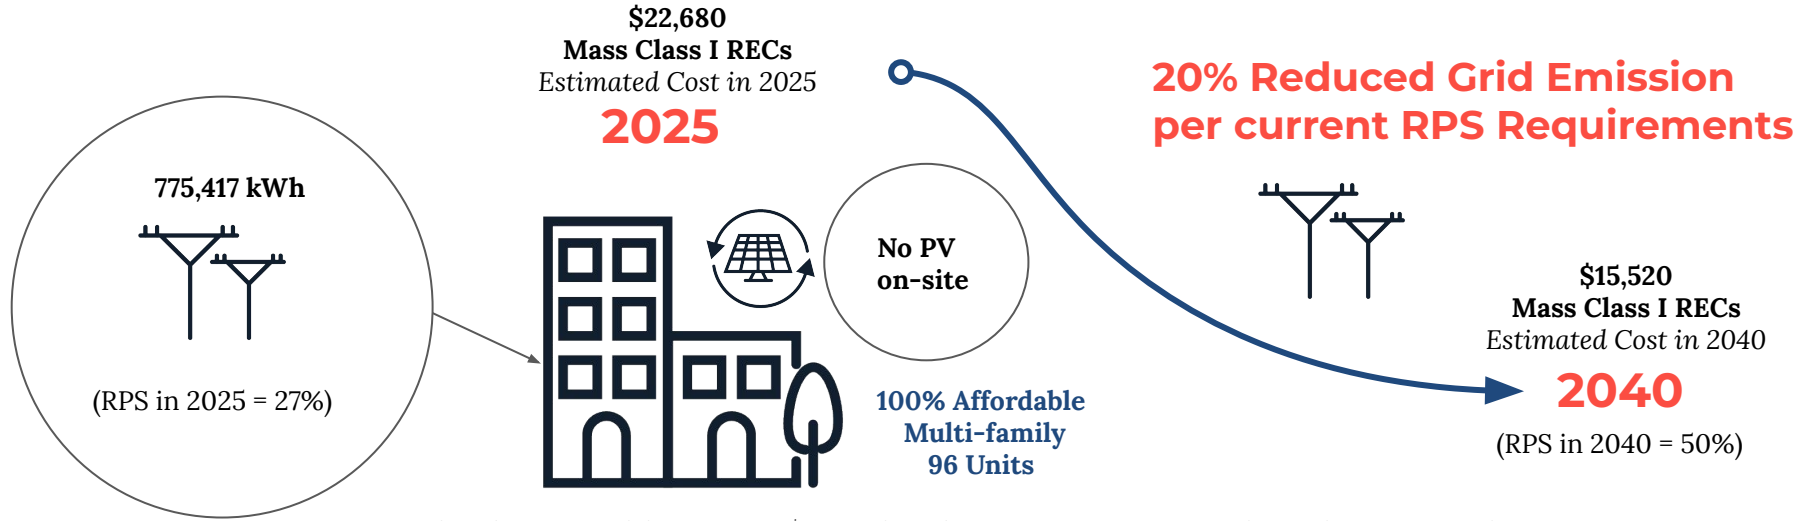 $22,680
Mass Class I RECs
Estimated Cost in 2025
2025
20% Reduced Grid Emission
per current RPS Requirements
775,417 kWh
(RPS in 2025 = 27%)
No PV
on-site
100% Affordable
Multi-family
96 Units
$15,520
Mass Class I RECs
Estimated Cost in 2040
2040
(RPS in 2040 = 50%)